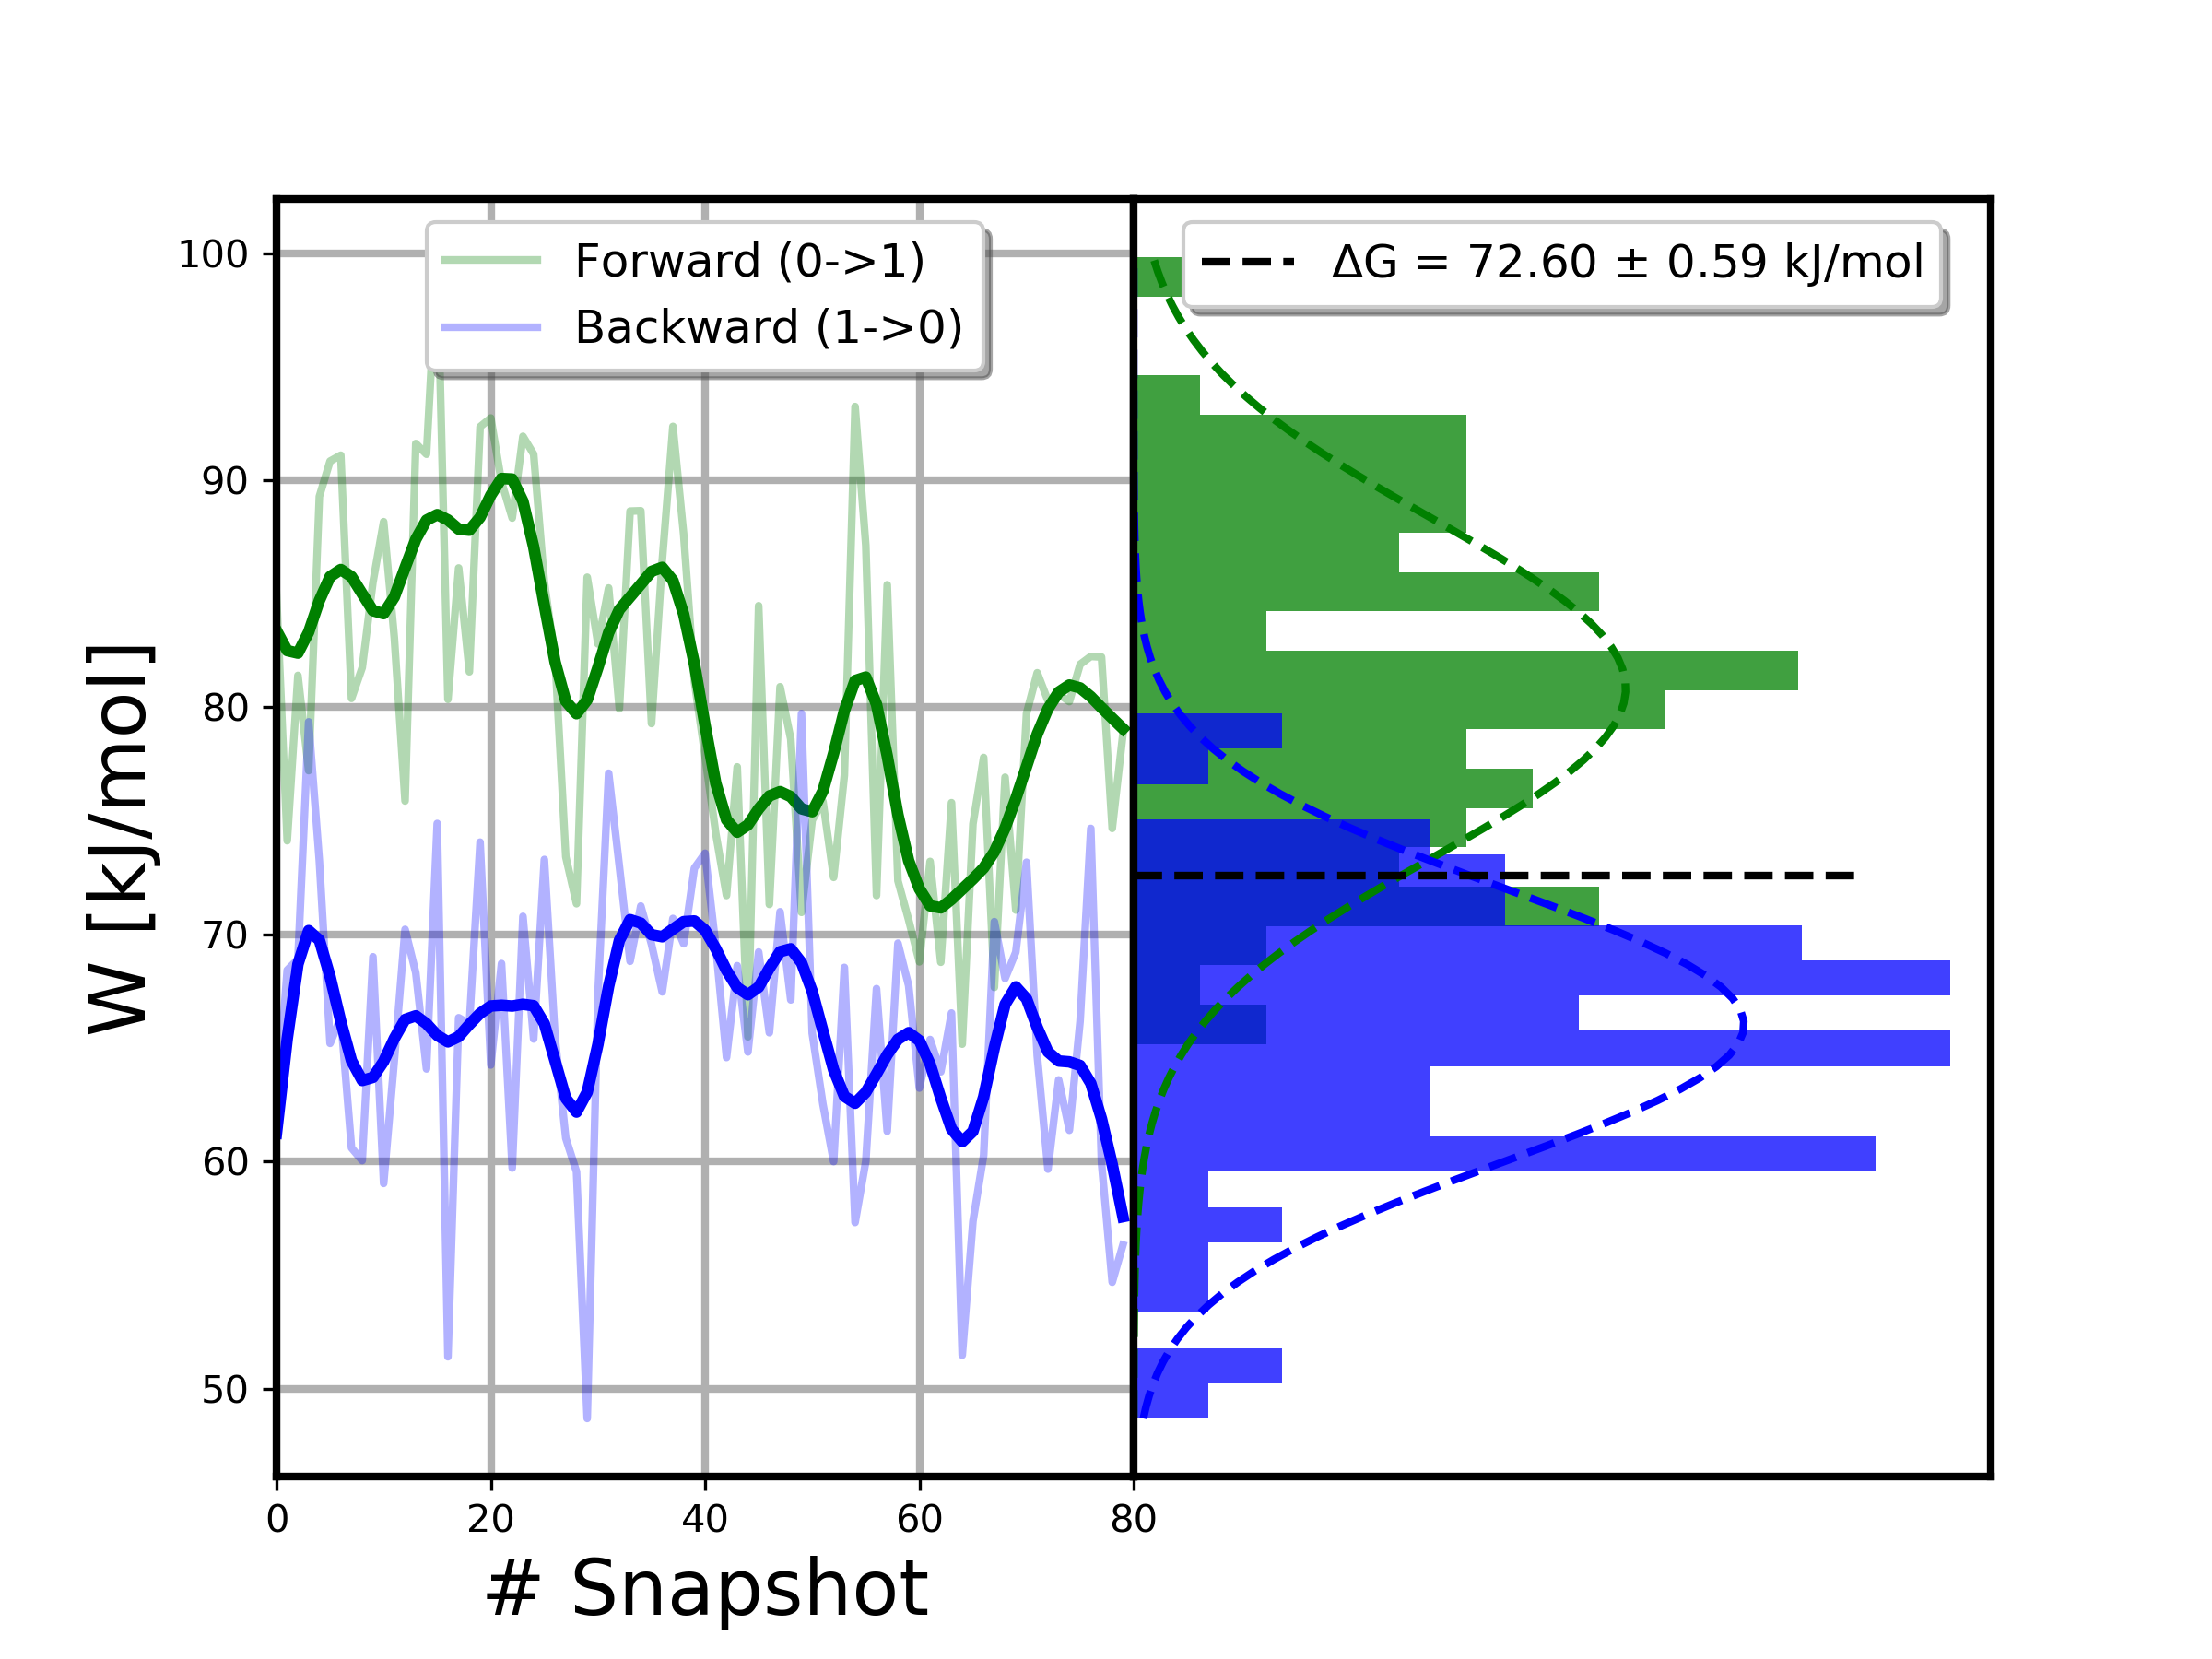 Forward (0->1)
Backward (1->0)
ΔG = 72.60 ± 0.59 kJ/mol
W [kJ/mol]
100
90
80
70
60
50
0
20
40
60
80
# Snapshot